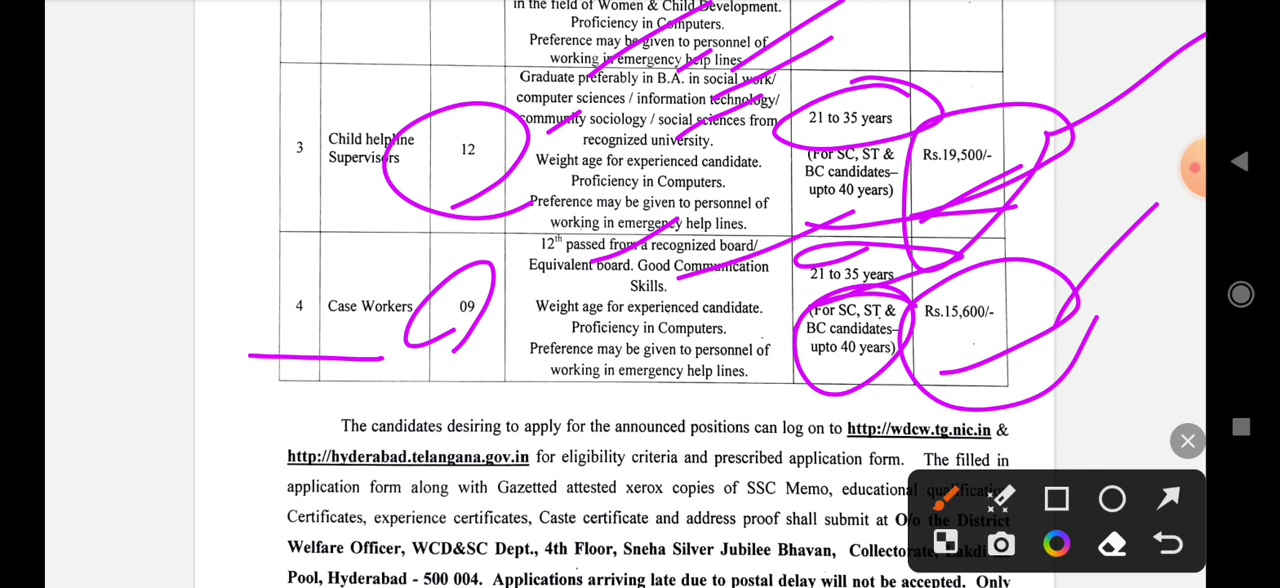 in the field of Women & Child Development.
Proficiency in Computers.
Preference may be given to personnel of
working in emergency help lines.
3
Child helpline
Supervisors
12
Graduate preferably in B.A. in social work/
computer sciences / information technology/
community sociology / social sciences from
recognized university.
Weight age for experienced candidate.
Proficiency in Computers.
Preference may be given to personnel of
working in emergency help lines.
21 to 35 years
(For SC, ST &
BC candidates–
upto 40 years)
Rs.19,500/-
4
Case Workers
09
12th passed from a recognized board/
Equivalent board. Good Communication
Skills.
Weight age for experienced candidate.
Proficiency in Computers.
Preference may be given to personnel of
working in emergency help lines.
21 to 35 years
(For SC, ST &
BC candidates–
upto 40 years)
Rs.15,600/-
The candidates desiring to apply for the announced positions can log on to http://wdcw.tg.nic.in &
http://hyderabad.telangana.gov.in for eligibility criteria and prescribed application form. The filled in
application form along with Gazetted attested xerox copies of SSC Memo, educational qualification
Certificates, experience certificates, Caste certificate and address proof shall submit at O/o the District
Welfare Officer, WCD&SC Dept., 4th Floor, Sneha Silver Jubilee Bhavan,
Pool, Hyderabad - 500 004. Applications arriving late due to postal delay will not be accepted. Only